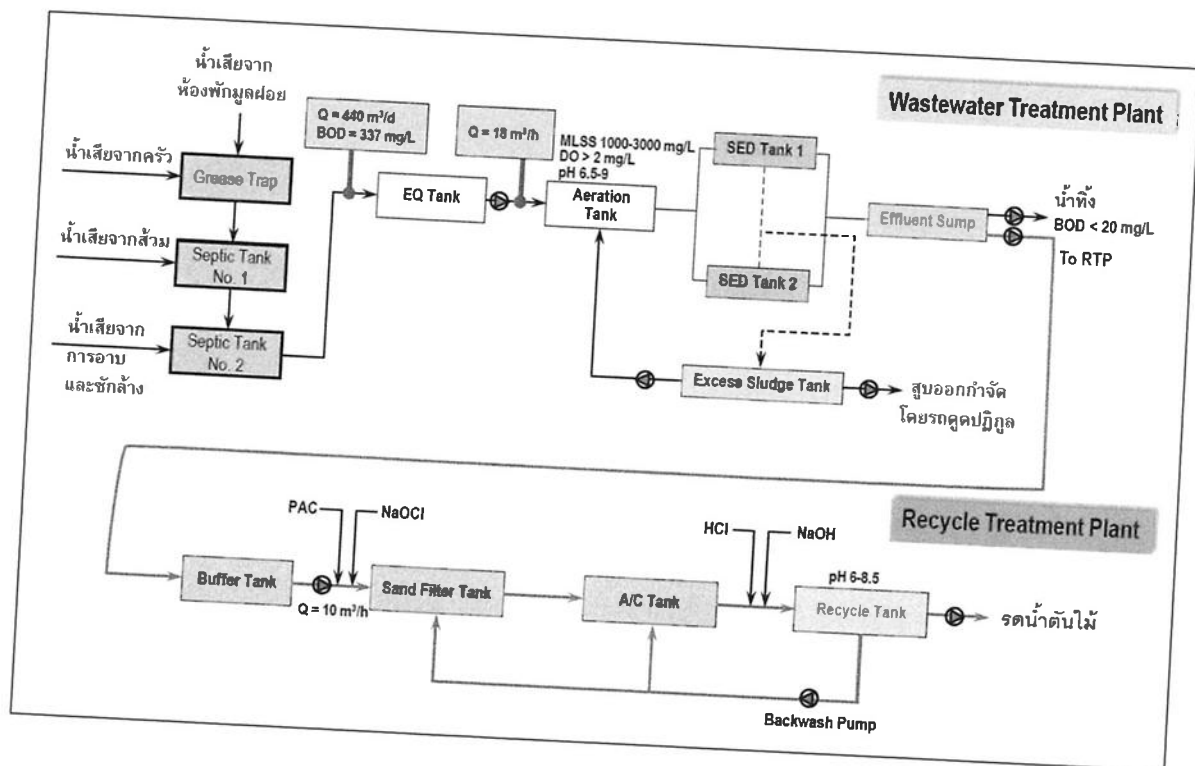 Wastewater Treatment Plant
น้ำเสียจาก
ห้องพักมูลฝอย
น้ำเสียจากครัว
Grease Trap
น้ำเสียจากส้วม
Septic Tank
No. 1
น้ำเสียจาก
การอาบ
และซักล้าง
Septic Tank
No. 2
Q = 440 m³/d
BOD = 337 mg/L
EQ Tank
Q = 18 m³/h
MLSS 1000-3000 mg/L
DO > 2 mg/L
pH 6.5-9
Aeration
Tank
SED Tank 1
SED Tank 2
Effluent Sump
น้ำทิ้ง
BOD < 20 mg/L
To RTP
Excess Sludge Tank
สูบออกกำจัด
โดยรถดูดปฏิกูล
Recycle Treatment Plant
PAC
NaOCl
Buffer Tank
Q = 10 m³/h
Sand Filter Tank
A/C Tank
HCl
NaOH
pH 6-8.5
Recycle Tank
รดน้ำต้นไม้
Backwash Pump